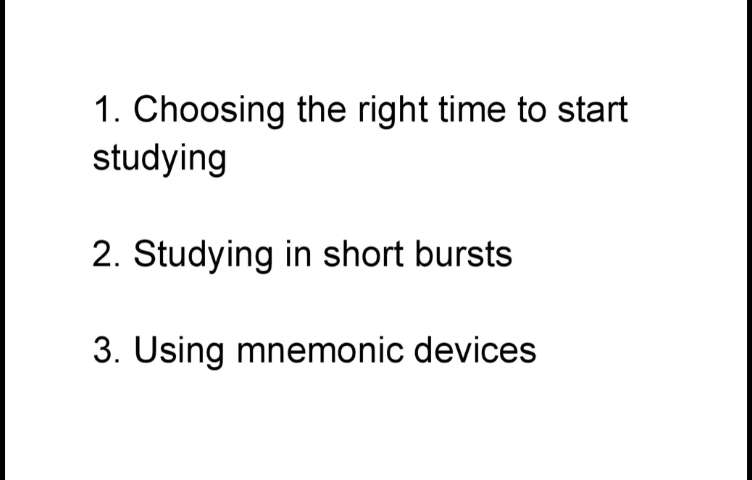 1. Choosing the right time to start
studying
2. Studying in short bursts
3. Using mnemonic devices